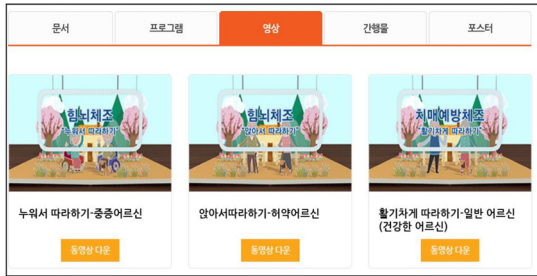 문서 프로그램 영상 간행물 포스터
힘뇌체조
"누워서 따라하기"
힘뇌체조
"앉아서 따라하기"
치매예방체조
"활기차게 따라하기"
누워서 따라하기-중증어르신
앉아서따라하기-허약어르신
활기차게 따라하기-일반 어르신
(건강한 어르신)
동영상 다운
동영상 다운
동영상 다운